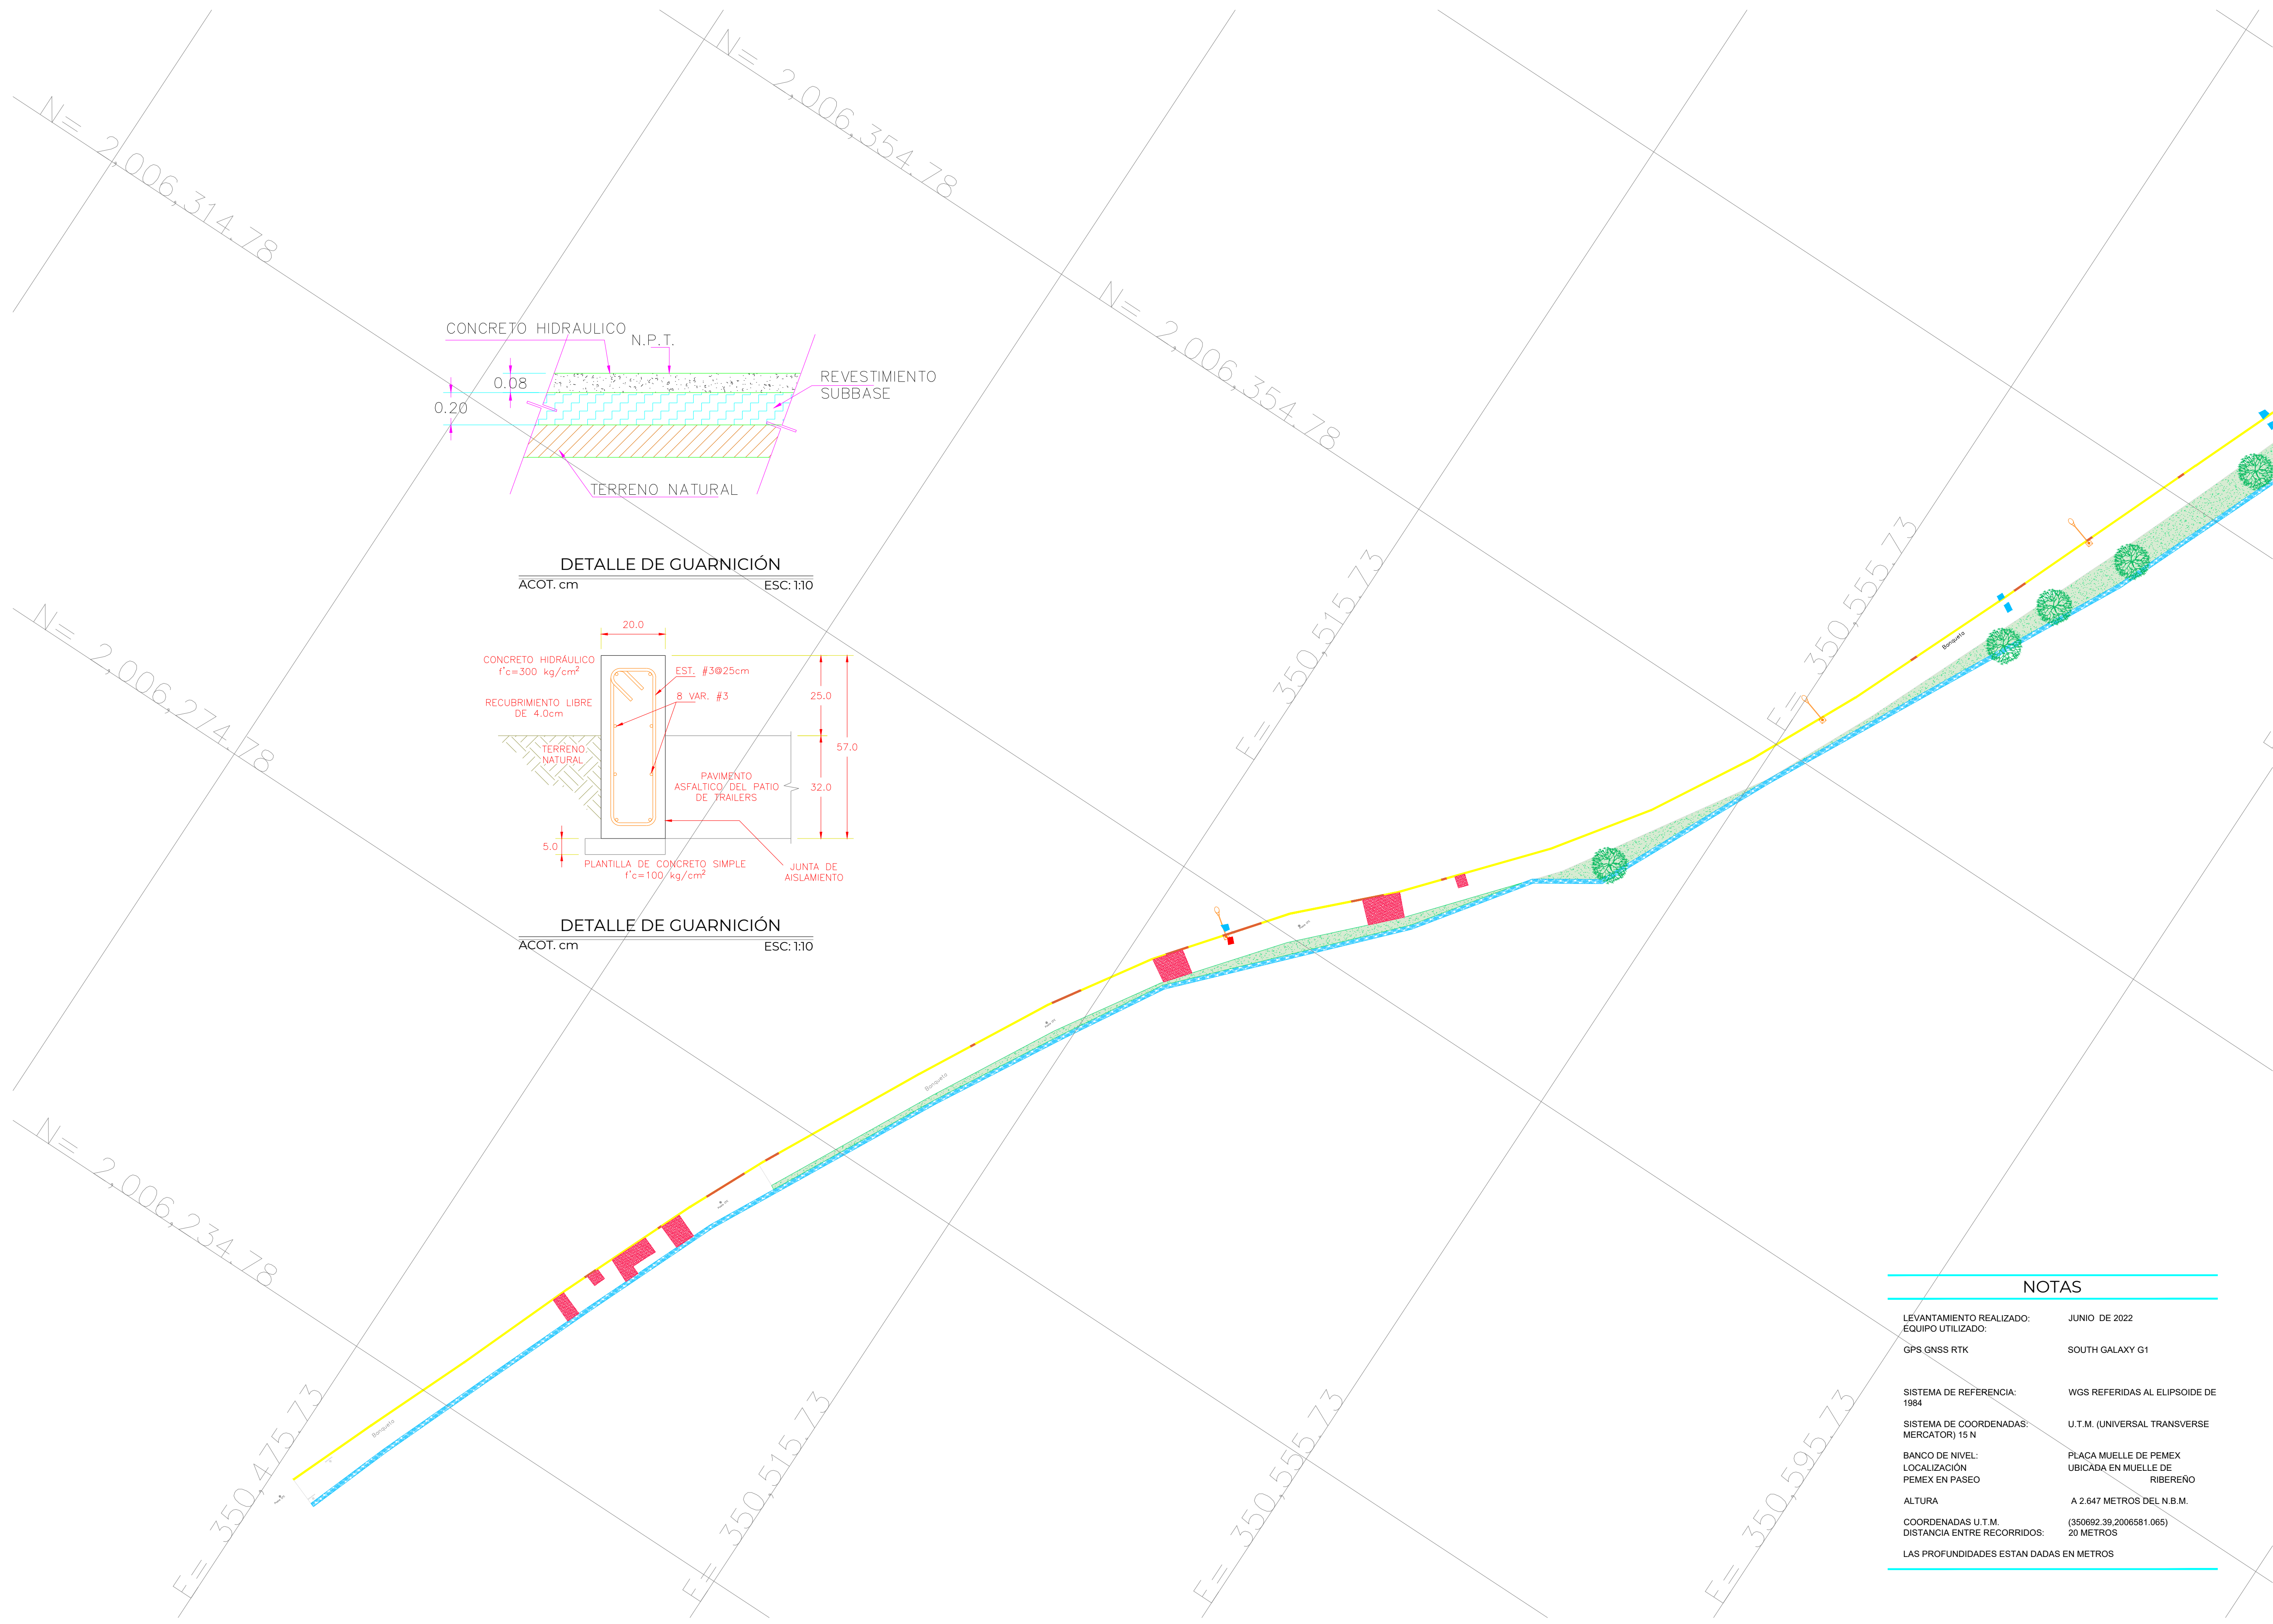 N= 2,006,354.78
N= 2,006,314.78
N= 2,006,354.78
CONCRETO HIDRAULICO
N.P.T.
0.08
0.20
REVESTIMIENTO
SUBBASE
TERRENO NATURAL
DETALLE DE GUARNICIÓN
ACOT. cm
ESC: 1:10
E= 350,515.73
E= 350,555.73
N= 2,006,274.78
20.0
CONCRETO HIDRÁULICO
f'c=300 kg/cm²
RECUBRIMIENTO LIBRE
DE 4.0cm
EST. #3@25cm
8 VAR. #3
25.0
57.0
32.0
TERRENO
NATURAL
PAVIMENTO
ASFALTICO DEL PATIO
DE TRAILERS
5.0
PLANTILLA DE CONCRETO SIMPLE
f'c=100 kg/cm²
JUNTA DE
AISLAMIENTO
DETALLE DE GUARNICIÓN
ACOT. cm
ESC: 1:10
Banqueta
Banqueta
Banqueta
N= 2,006,234.78
E= 350,475.73
E= 350,515.73
E= 350,555.73
E= 350,595.73
NOTAS
LEVANTAMIENTO REALIZADO: JUNIO DE 2022
EQUIPO UTILIZADO:
GPS GNSS RTK SOUTH GALAXY G1
SISTEMA DE REFERENCIA: WGS REFERIDAS AL ELIPSOIDE DE
1984
SISTEMA DE COORDENADAS: U.T.M. (UNIVERSAL TRANSVERSE
MERCATOR) 15 N
BANCO DE NIVEL: PLACA MUELLE DE PEMEX
LOCALIZACIÓN UBICADA EN MUELLE DE
PEMEX EN PASEO RIBEREÑO
ALTURA A 2.647 METROS DEL N.B.M.
COORDENADAS U.T.M. (350692.39,2006581.065)
DISTANCIA ENTRE RECORRIDOS: 20 METROS
LAS PROFUNDIDADES ESTAN DADAS EN METROS